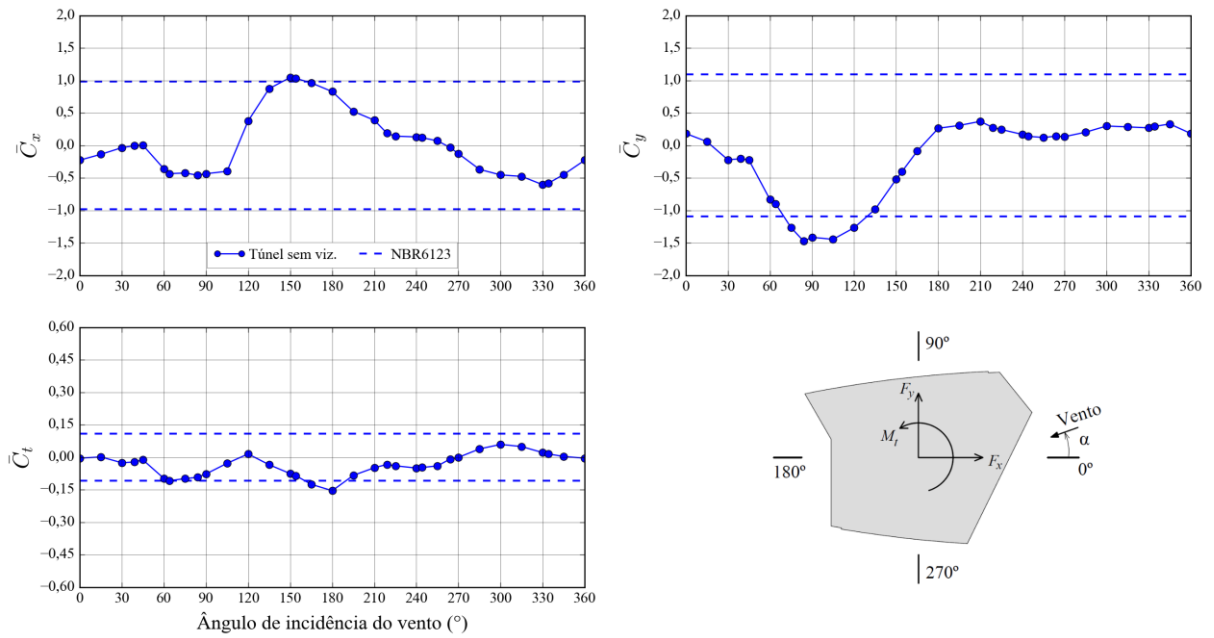 2,0
1,5
1,0
0,5
0,0
−0,5
−1,0
−1,5
−2,0
C̄x
0 30 60 90 120 150 180 210 240 270 300 330 360
Túnel sem viz. NBR6123
2,0
1,5
1,0
0,5
0,0
−0,5
−1,0
−1,5
−2,0
C̄y
0 30 60 90 120 150 180 210 240 270 300 330 360
0,60
0,45
0,30
0,15
0,00
−0,15
−0,30
−0,45
−0,60
C̄t
0 30 60 90 120 150 180 210 240 270 300 330 360
Ângulo de incidência do vento (°)
90º
Fy
Vento
Mt
α
Fx
180º
0º
270º